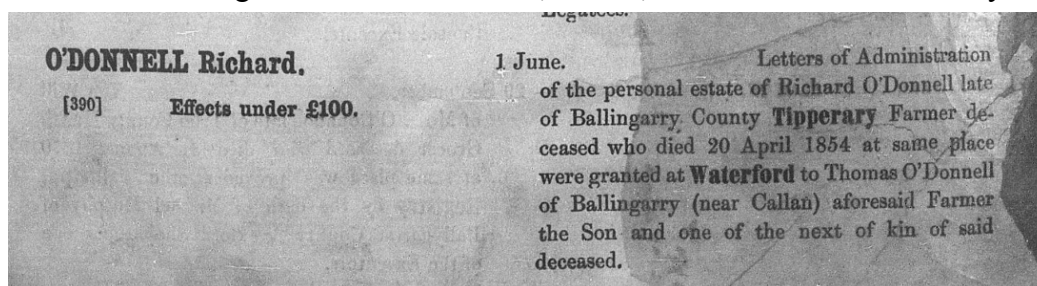 Legatees.
O'DONNELL Richard.
[390] Effects under £100.
1 June. Letters of Administration
of the personal estate of Richard O'Donnell late
of Ballingarry County Tipperary Farmer de-
ceased who died 20 April 1854 at same place
were granted at Waterford to Thomas O'Donnell
of Ballingarry (near Callan) aforesaid Farmer
the Son and one of the next of kin of said
deceased.